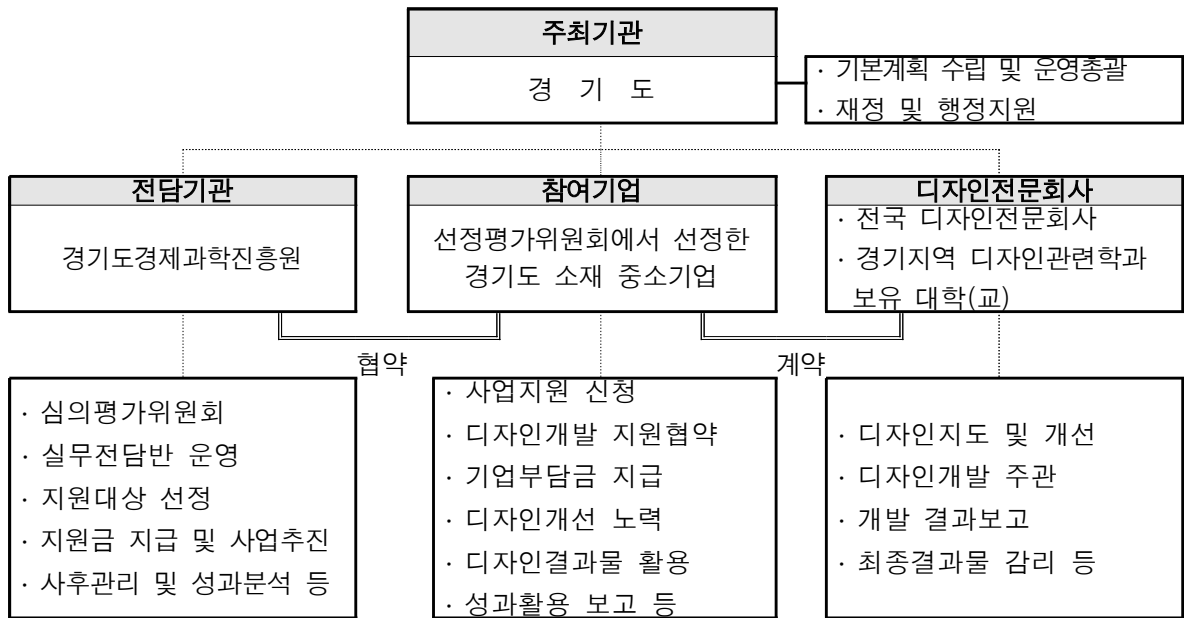 주최기관
경 기 도
· 기본계획 수립 및 운영총괄
· 재정 및 행정지원
전담기관
경기도경제과학진흥원
참여기업
선정평가위원회에서 선정한
경기도 소재 중소기업
디자인전문회사
· 전국 디자인전문회사
· 경기지역 디자인관련학과
보유 대학(교)
협약
계약
· 심의평가위원회
· 실무전담반 운영
· 지원대상 선정
· 지원금 지급 및 사업추진
· 사후관리 및 성과분석 등
· 사업지원 신청
· 디자인개발 지원협약
· 기업부담금 지급
· 디자인개선 노력
· 디자인결과물 활용
· 성과활용 보고 등
· 디자인지도 및 개선
· 디자인개발 주관
· 개발 결과보고
· 최종결과물 감리 등